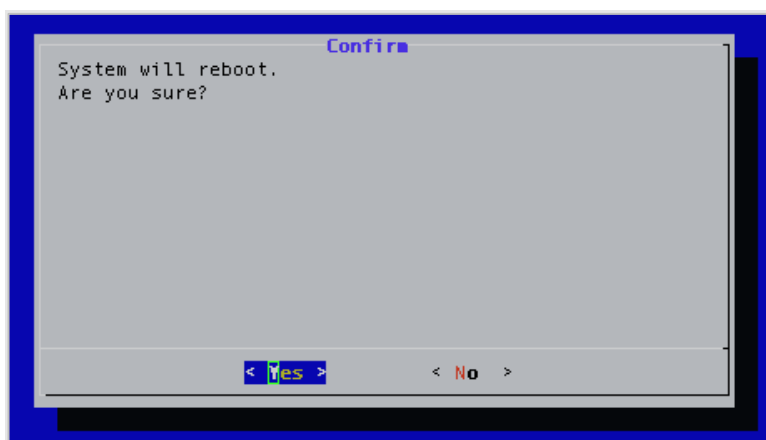 Confirm
System will reboot.
Are you sure?
< Yes > < No >